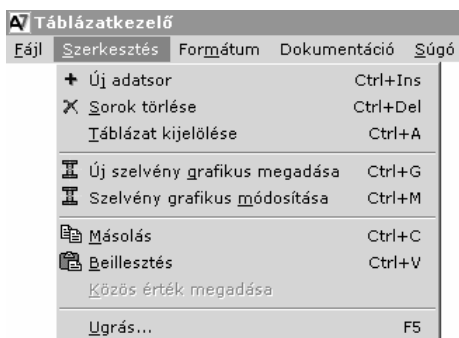 Táblázatkezelő
Fájl Szerkesztés Formátum Dokumentáció Súgó
Új adatsor Ctrl+Ins
Sorok törlése Ctrl+Del
Táblázat kijelölése Ctrl+A
Új szelvény grafikus megadása Ctrl+G
Szelvény grafikus módosítása Ctrl+M
Másolás Ctrl+C
Beillesztés Ctrl+V
Közös érték megadása
Ugrás... F5